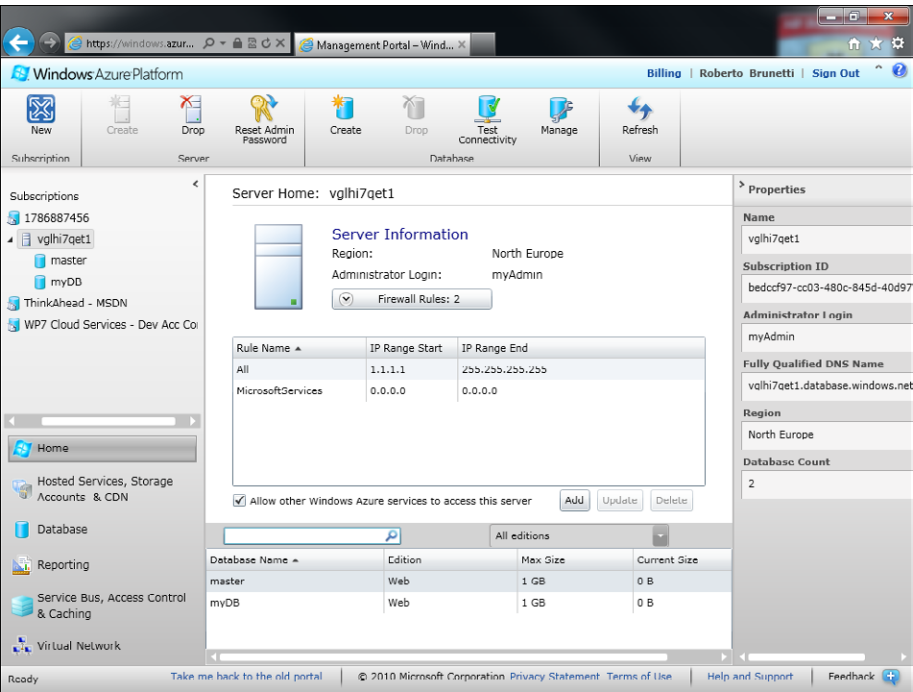 https://windows.azur...
Management Portal – Wind...
Windows Azure Platform
Billing | Roberto Brunetti | Sign Out
New
Create
Drop
Reset Admin Password
Create
Drop
Test Connectivity
Manage
Refresh
Subscription
Server
Database
View
Subscriptions
1786887456
vglhi7qet1
master
myDB
ThinkAhead - MSDN
WP7 Cloud Services - Dev Acc Co
Home
Hosted Services, Storage
Accounts & CDN
Database
Reporting
Service Bus, Access Control
& Caching
Virtual Network
Server Home: vglhi7qet1
Server Information
Region: North Europe
Administrator Login: myAdmin
Firewall Rules: 2
Rule Name IP Range Start IP Range End
All 1.1.1.1 255.255.255.255
MicrosoftServices 0.0.0.0 0.0.0.0
Allow other Windows Azure services to access this server
Add Update Delete
All editions
Database Name Edition Max Size Current Size
master Web 1 GB 0 B
myDB Web 1 GB 0 B
Properties
Name
vglhi7qet1
Subscription ID
bedccf97-cc03-480c-845d-40d97
Administrator Login
myAdmin
Fully Qualified DNS Name
vglhi7qet1.database.windows.net
Region
North Europe
Database Count
2
Ready
Take me back to the old portal
© 2010 Microsoft Corporation Privacy Statement Terms of Use
Help and Support
Feedback